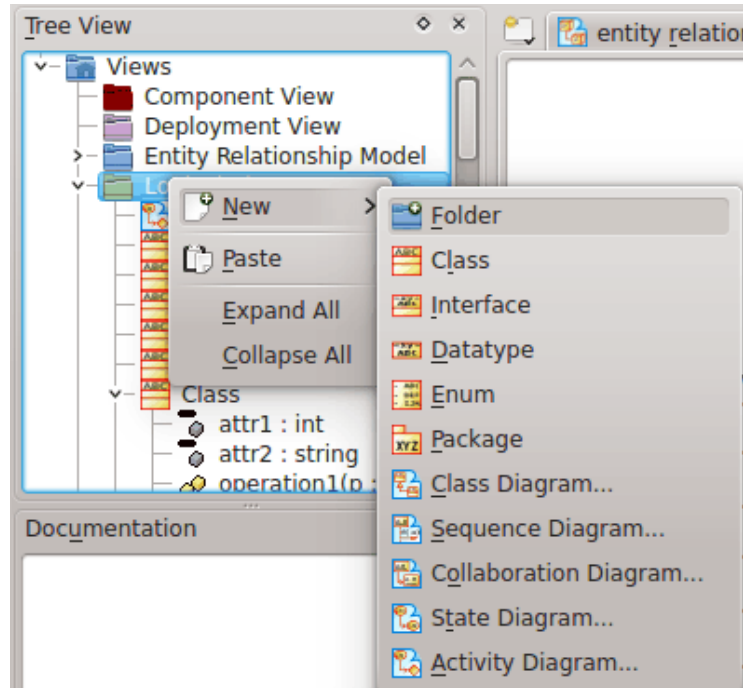 Tree View
entity relation
Views
Component View
Deployment View
Entity Relationship Model
New
Paste
Expand All
Collapse All
Class
attr1 : int
attr2 : string
operation1(p :
Folder
Class
Interface
Datatype
Enum
Package
Class Diagram...
Sequence Diagram...
Collaboration Diagram...
State Diagram...
Activity Diagram...
Documentation